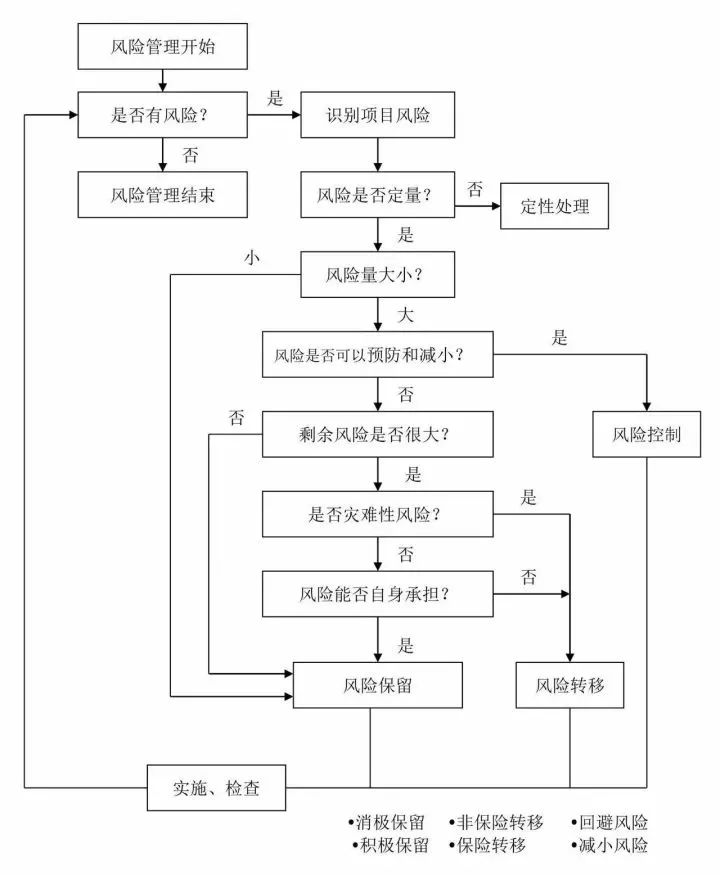 风险管理开始
是否有风险？
是
识别项目风险
否
风险管理结束
风险是否定量？
否
定性处理
是
小
风险量大小？
大
风险是否可以预防和减小？
是
否
否
剩余风险是否很大？
风险控制
是
是否灾难性风险？
是
否
风险能否自身承担？
否
是
风险保留
风险转移
实施、检查
•消极保留 •非保险转移 •回避风险
•积极保留 •保险转移 •减小风险